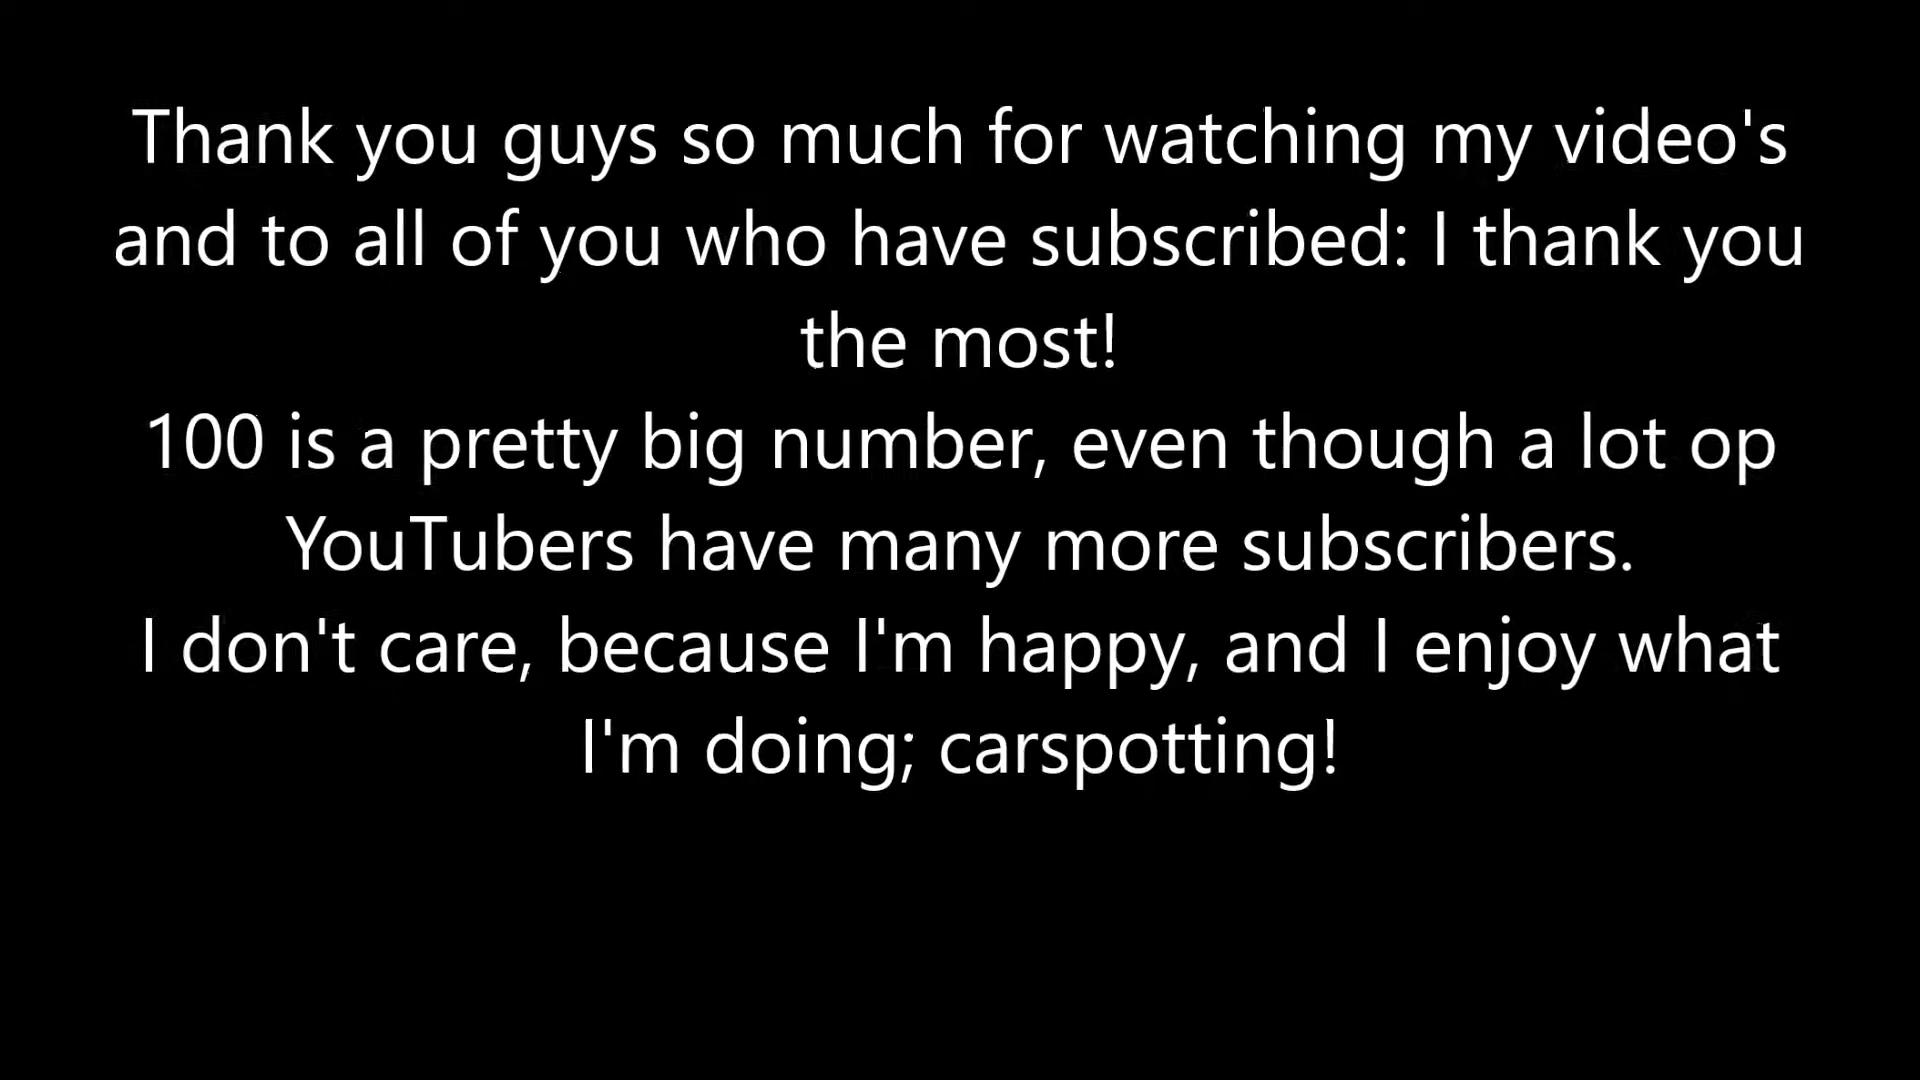 Thank you guys so much for watching my video's
and to all of you who have subscribed: I thank you
the most!
100 is a pretty big number, even though a lot op
YouTubers have many more subscribers.
I don't care, because I'm happy, and I enjoy what
I'm doing; carspotting!